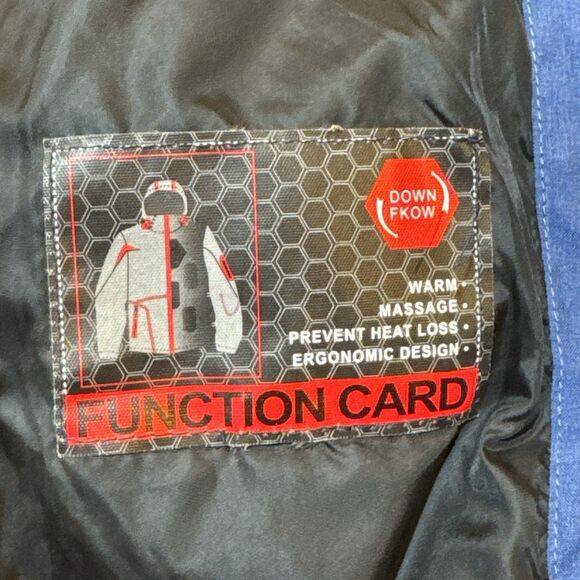 DOWN
FKOW
WARM •
MASSAGE •
PREVENT HEAT LOSS •
ERGONOMIC DESIGN •
FUNCTION CARD